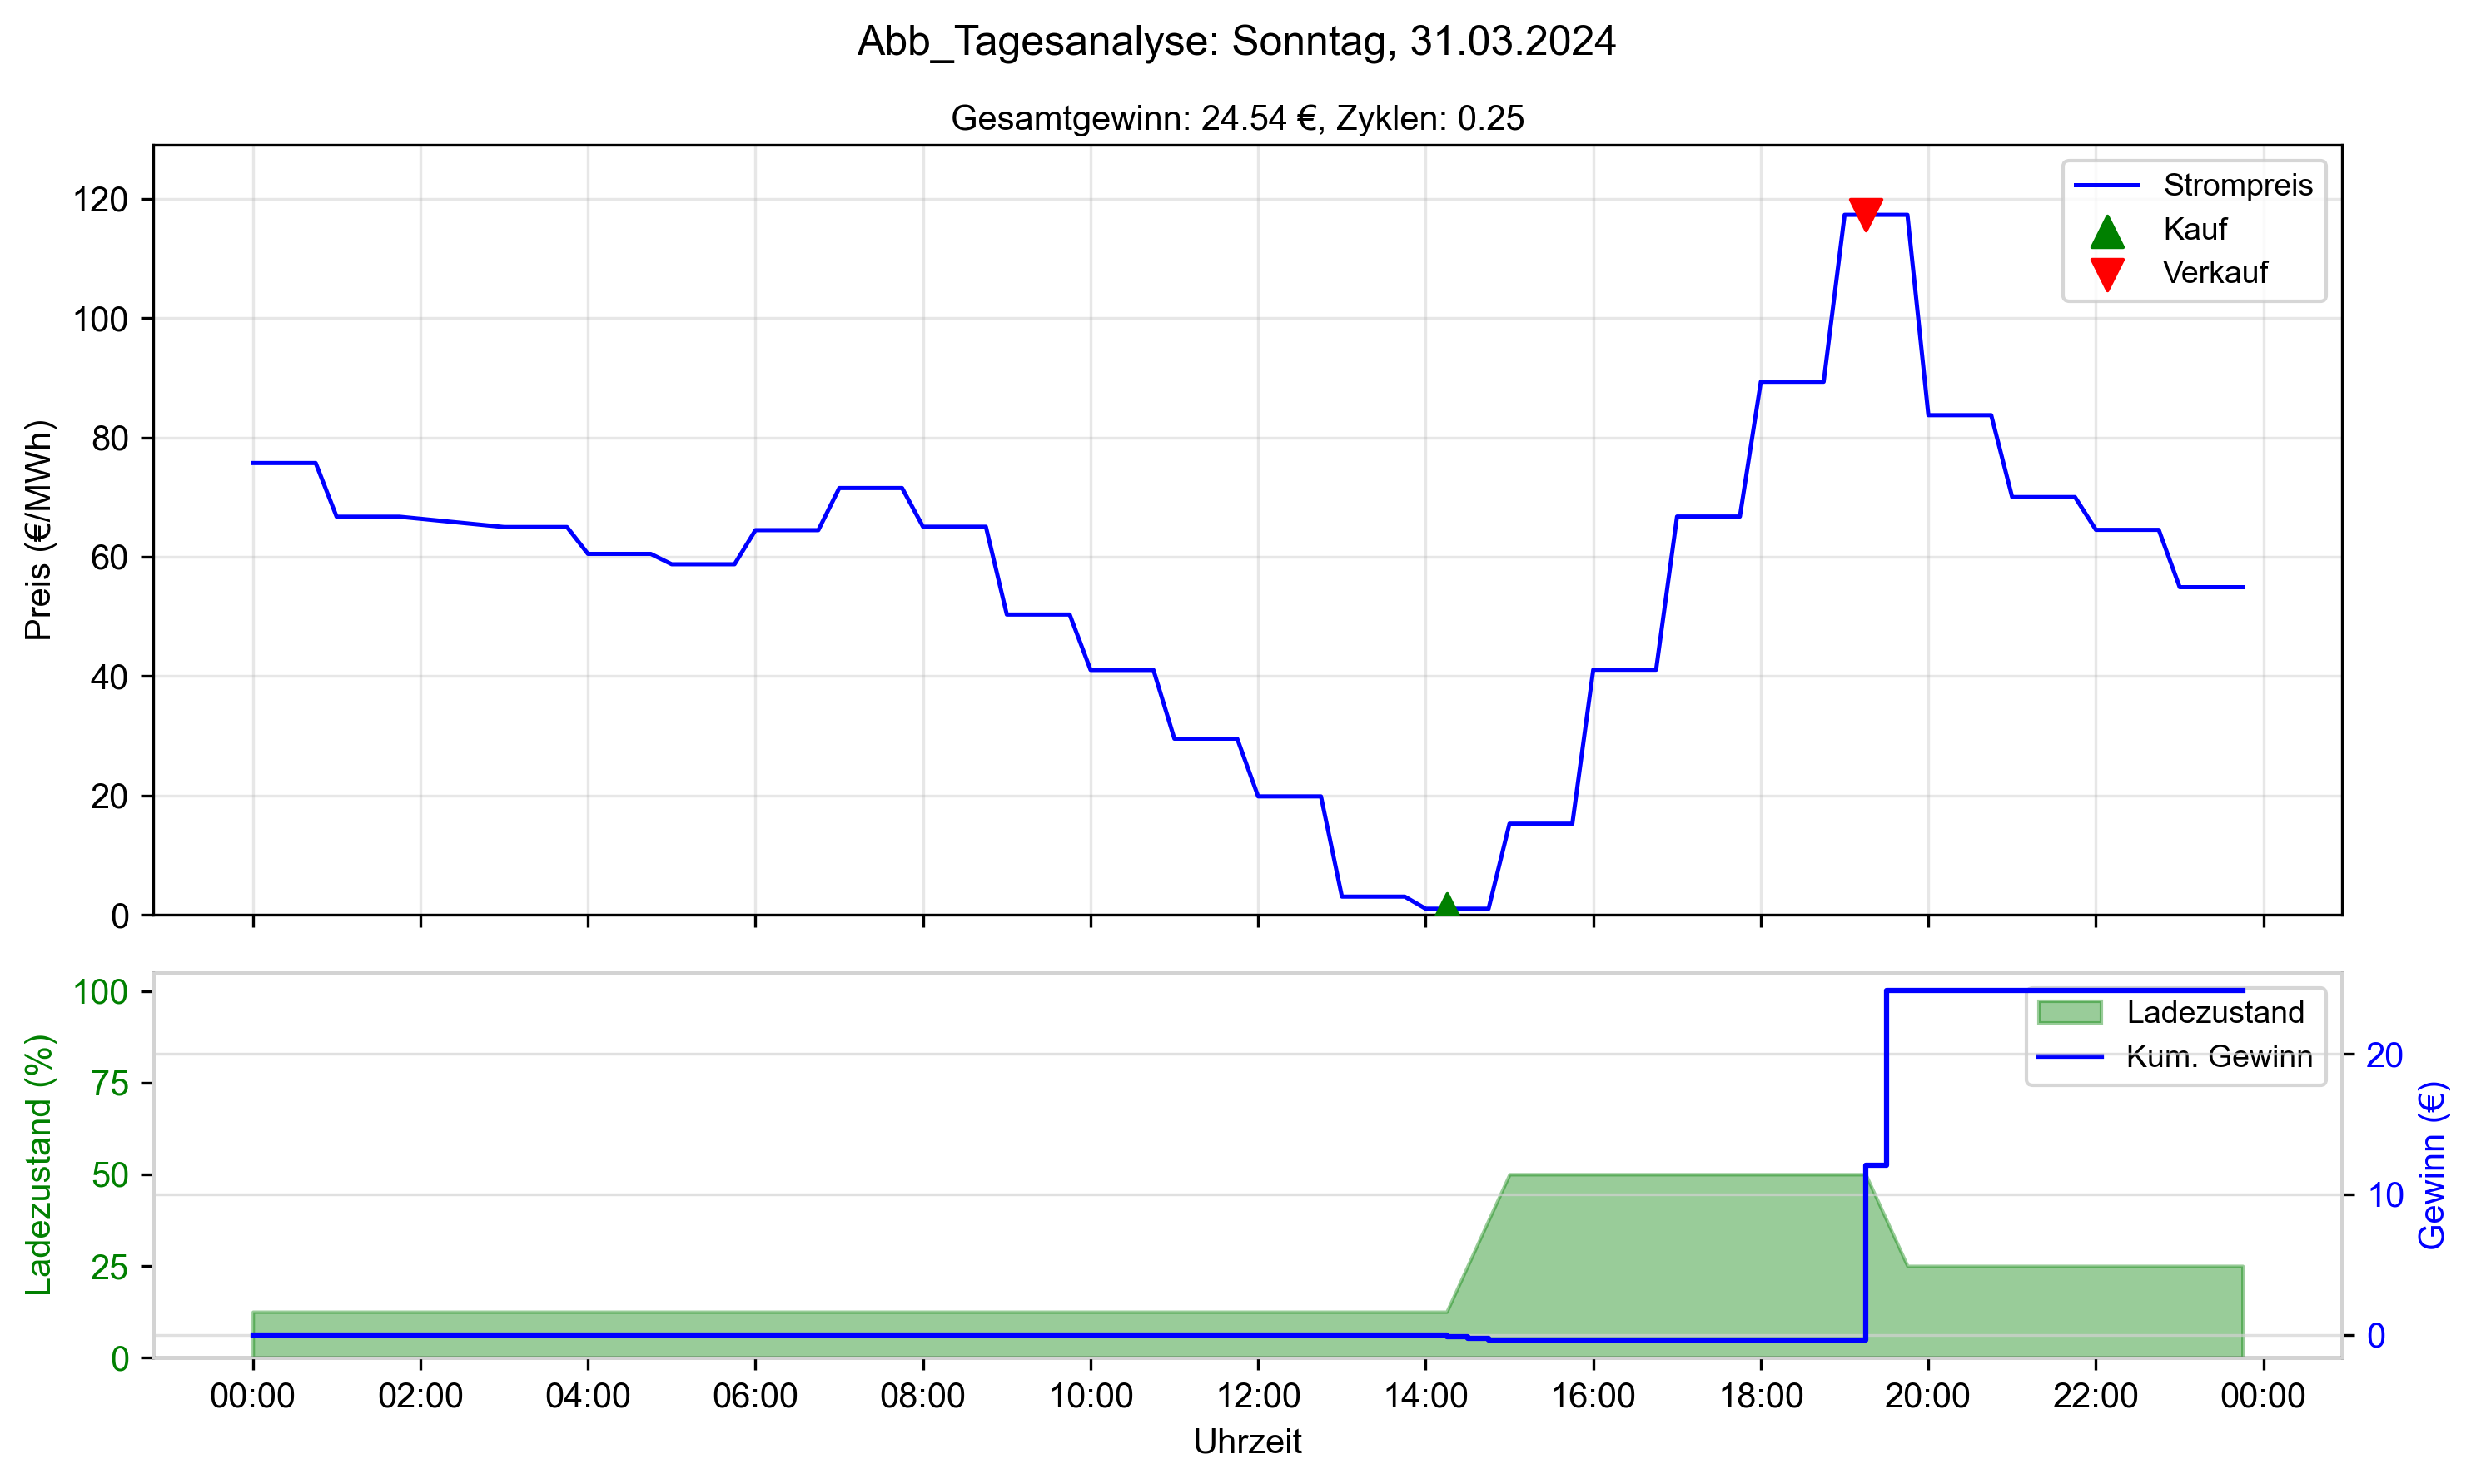 Abb_Tagesanalyse: Sonntag, 31.03.2024
Gesamtgewinn: 24.54 €, Zyklen: 0.25
Preis (€/MWh)
120
100
80
60
40
20
0
Strompreis
Kauf
Verkauf
Ladezustand (%)
100
75
50
25
0
Ladezustand
Kum. Gewinn
20
10
0
Gewinn (€)
00:00 02:00 04:00 06:00 08:00 10:00 12:00 14:00 16:00 18:00 20:00 22:00 00:00
Uhrzeit